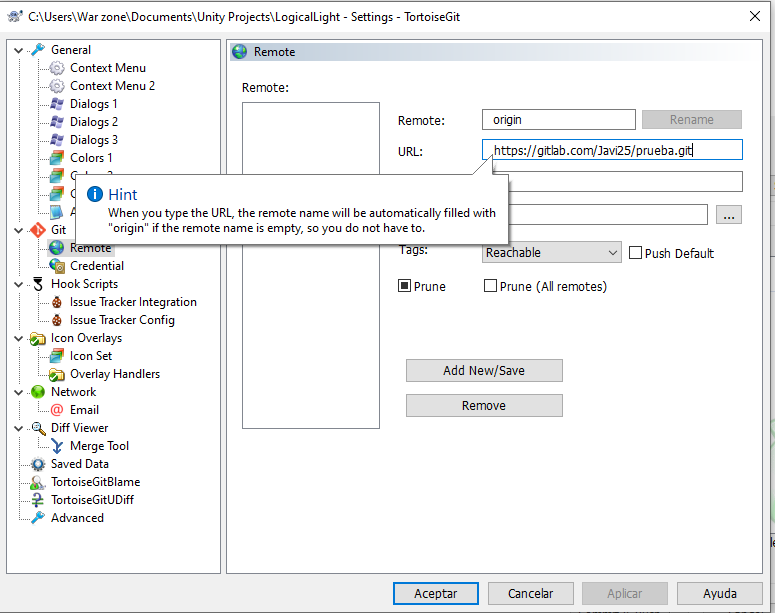 C:\Users\War zone\Documents\Unity Projects\LogicalLight - Settings - TortoiseGit
General
Context Menu
Context Menu 2
Dialogs 1
Dialogs 2
Dialogs 3
Colors 1
Git
Remote
Credential
Hook Scripts
Issue Tracker Integration
Issue Tracker Config
Icon Overlays
Icon Set
Overlay Handlers
Network
Email
Diff Viewer
Merge Tool
Saved Data
TortoiseGitBlame
TortoiseGitUDiff
Advanced
Remote
Remote:
Remote:
origin
Rename
URL:
https://gitlab.com/Javi25/prueba.git
Hint
When you type the URL, the remote name will be automatically filled with
"origin" if the remote name is empty, so you do not have to.
...
Tags:
Reachable
Push Default
Prune
Prune (All remotes)
Add New/Save
Remove
Aceptar
Cancelar
Aplicar
Ayuda